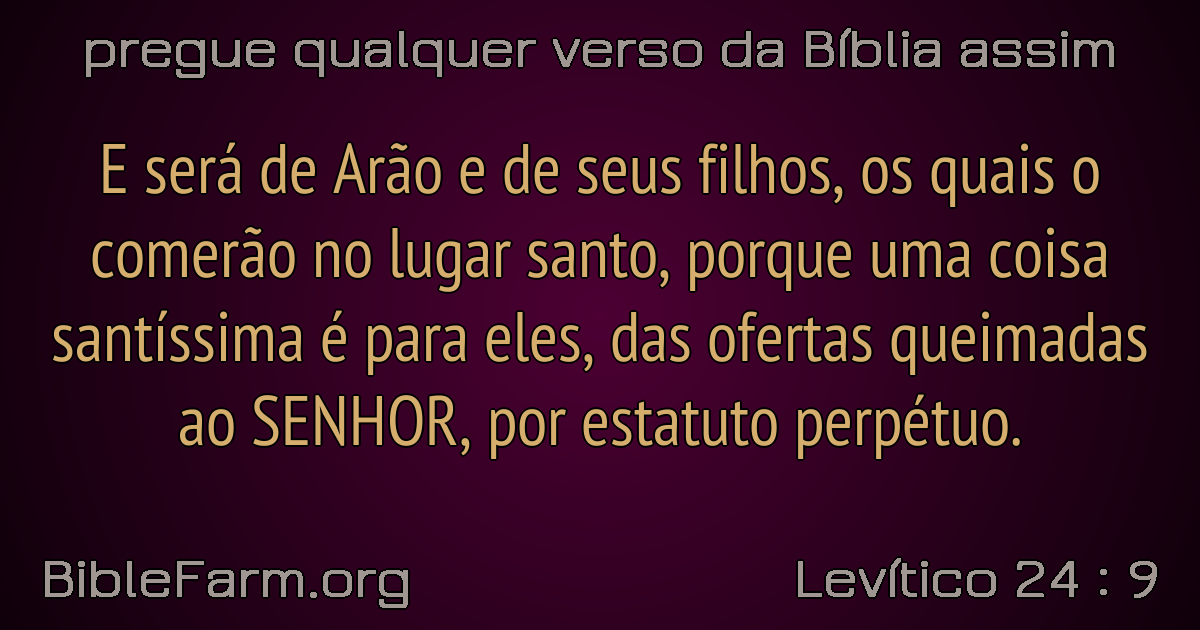 pregue qualquer verso da Bíblia assim
E será de Arão e de seus filhos, os quais o
comerão no lugar santo, porque uma coisa
santíssima é para eles, das ofertas queimadas
ao SENHOR, por estatuto perpétuo.
BibleFarm.org
Levítico 24 : 9